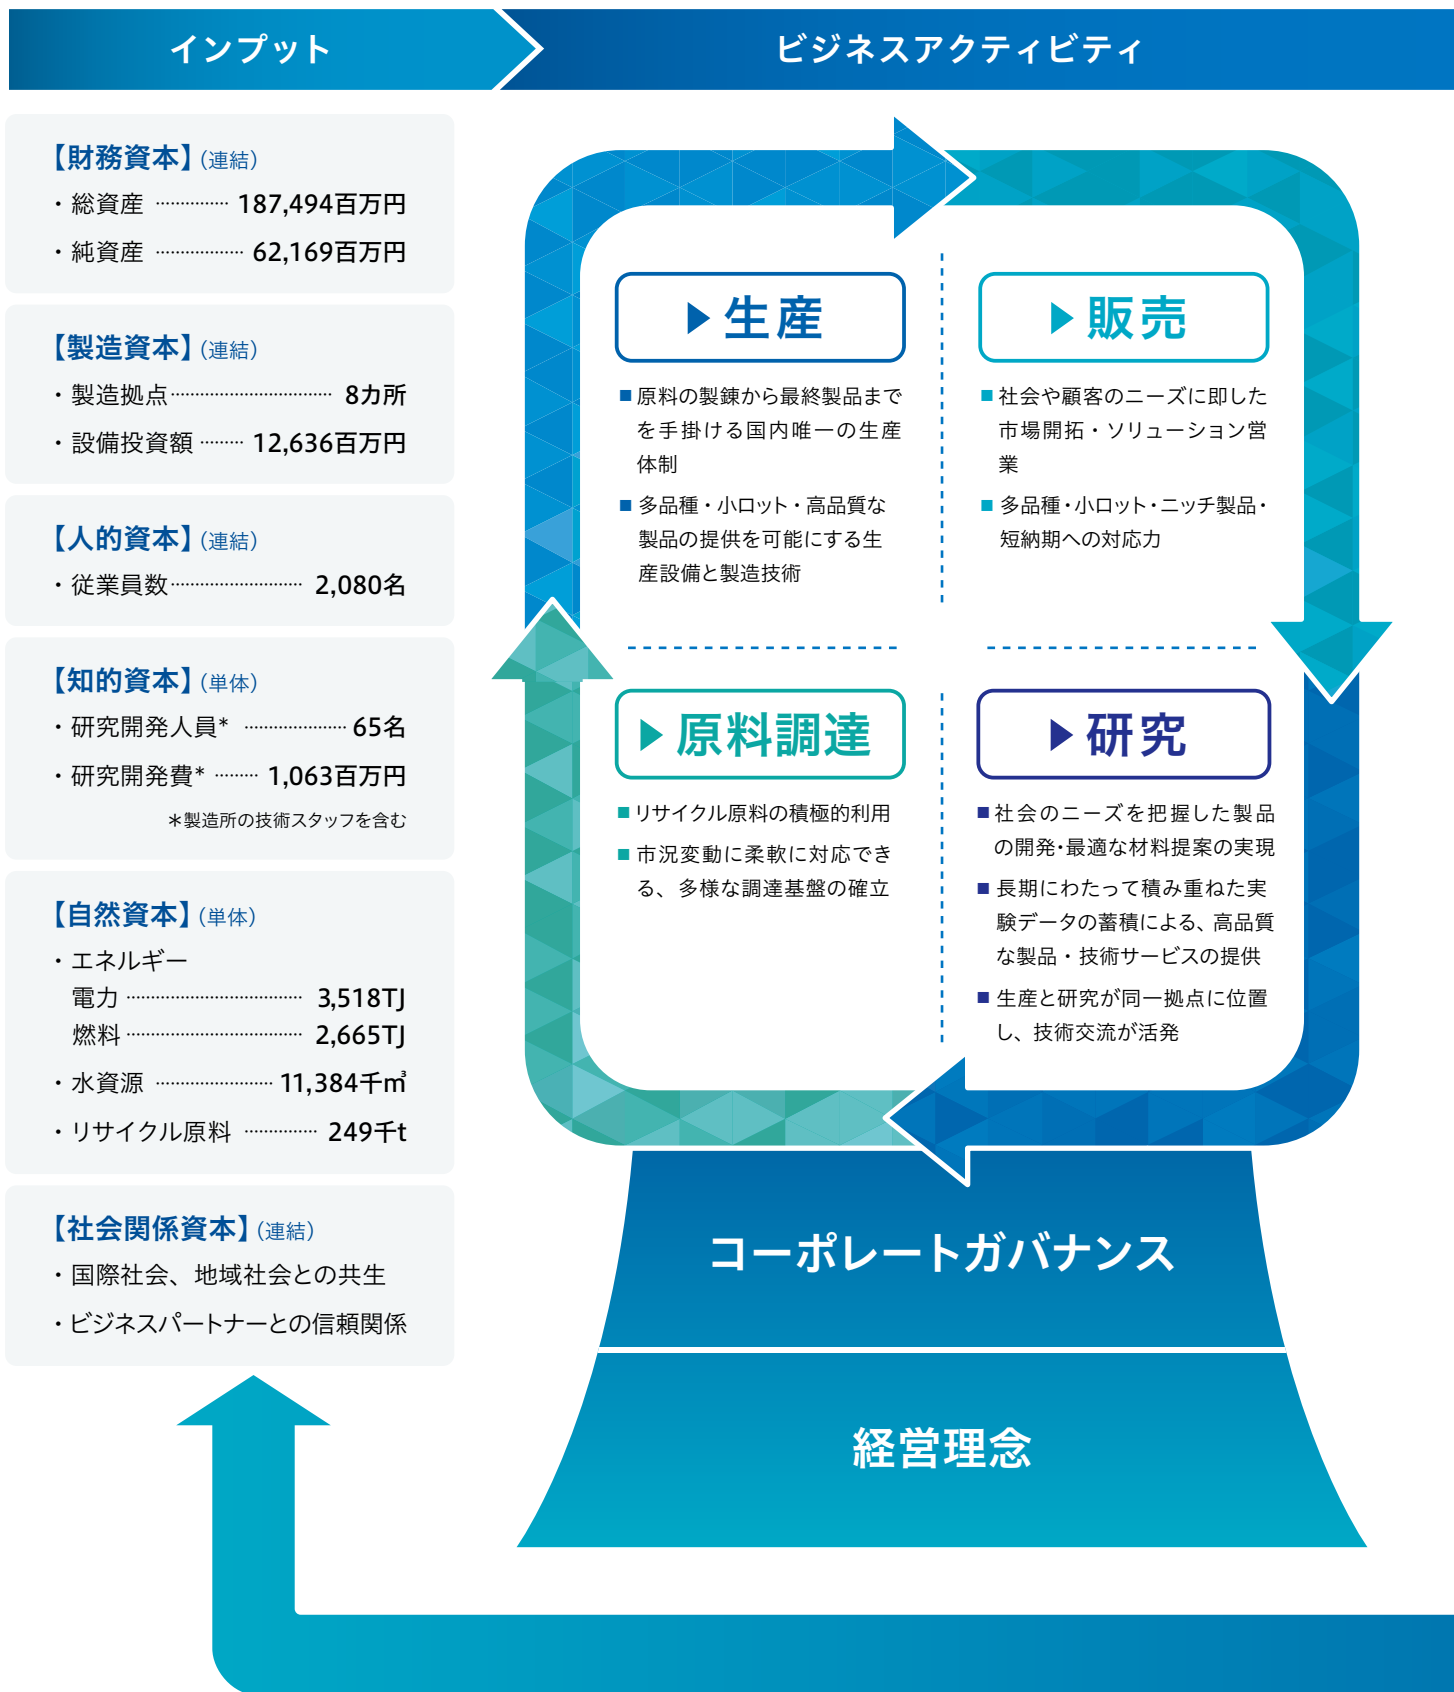 インプット
ビジネスアクティビティ
【財務資本】（連結）
・総資産 ··············· 187,494百万円
・純資産 ·················· 62,169百万円
【製造資本】（連結）
・製造拠点 ································· 8カ所
・設備投資額 ········· 12,636百万円
【人的資本】（連結）
・従業員数 ··························· 2,080名
【知的資本】（単体）
・研究開発人員* ····················· 65名
・研究開発費* ········· 1,063百万円
＊製造所の技術スタッフを含む
【自然資本】（単体）
・エネルギー
電力 ···································· 3,518TJ
燃料 ···································· 2,665TJ
・水資源 ························ 11,384千㎥
・リサイクル原料 ··············· 249千t
【社会関係資本】（連結）
・国際社会、地域社会との共生
・ビジネスパートナーとの信頼関係
▶生産
■原料の製錬から最終製品まで
を手掛ける国内唯一の生産
体制
■多品種・小ロット・高品質な
製品の提供を可能にする生
産設備と製造技術
▶販売
■社会や顧客のニーズに即した
市場開拓・ソリューション営
業
■多品種・小ロット・ニッチ製品・
短納期への対応力
▶原料調達
■リサイクル原料の積極的利用
■市況変動に柔軟に対応でき
る、多様な調達基盤の確立
▶研究
■社会のニーズを把握した製品
の開発・最適な材料提案の実現
■長期にわたって積み重ねた実
験データの蓄積による、高品質
な製品・技術サービスの提供
■生産と研究が同一拠点に位置
し、技術交流が活発
コーポレートガバナンス
経営理念